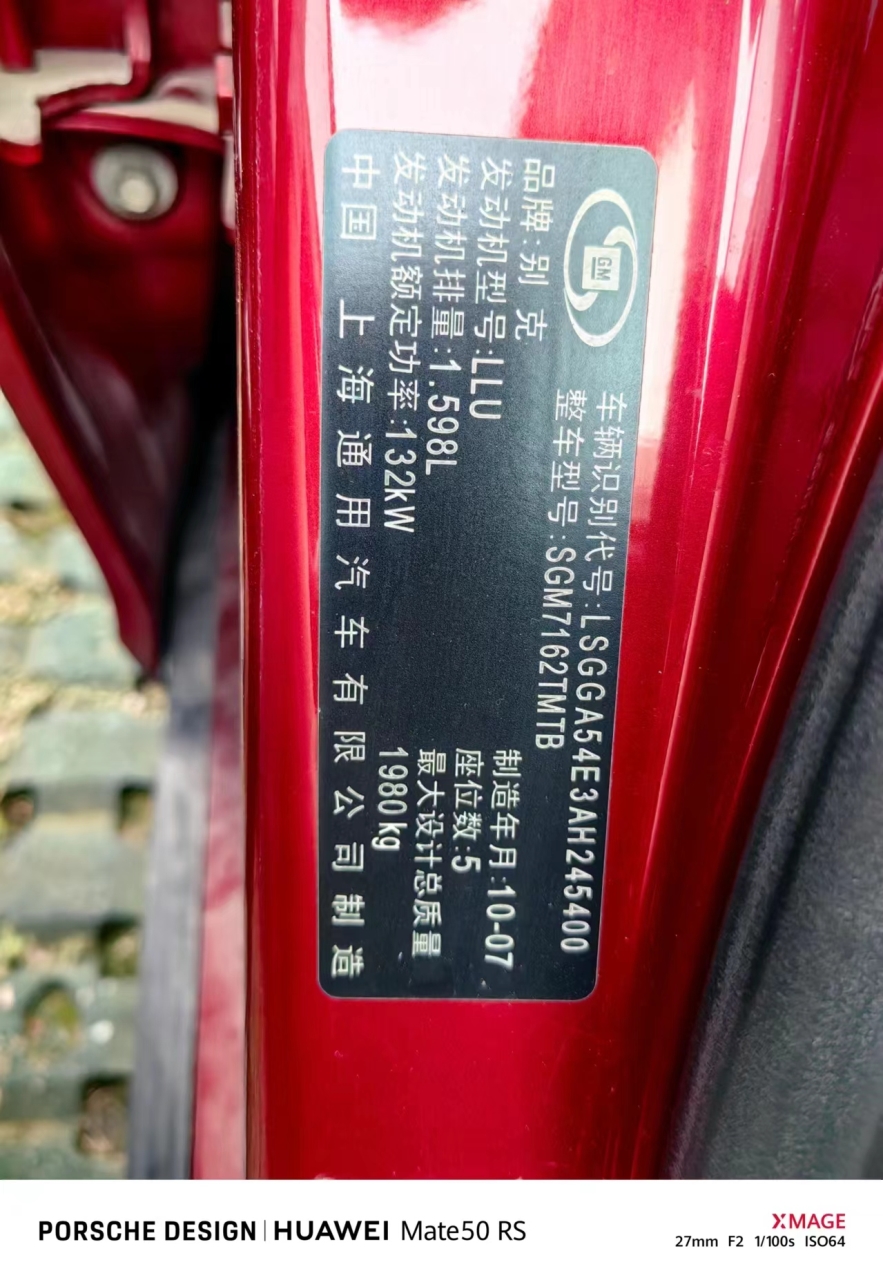 GM
车辆识别代号:LSGGA54E3AH245400
整车型号:SGM7162TMTB
品牌:别 克
发动机型号:LLU
制造年月:10-07
发动机排量:1.598L
座位数:5
发动机额定功率:132kW
最大设计总质量
1980kg
中国 上海通用汽车有限公司制造
PORSCHE DESIGN | HUAWEI Mate50 RS
XMAGE
27mm F2 1/100s ISO64